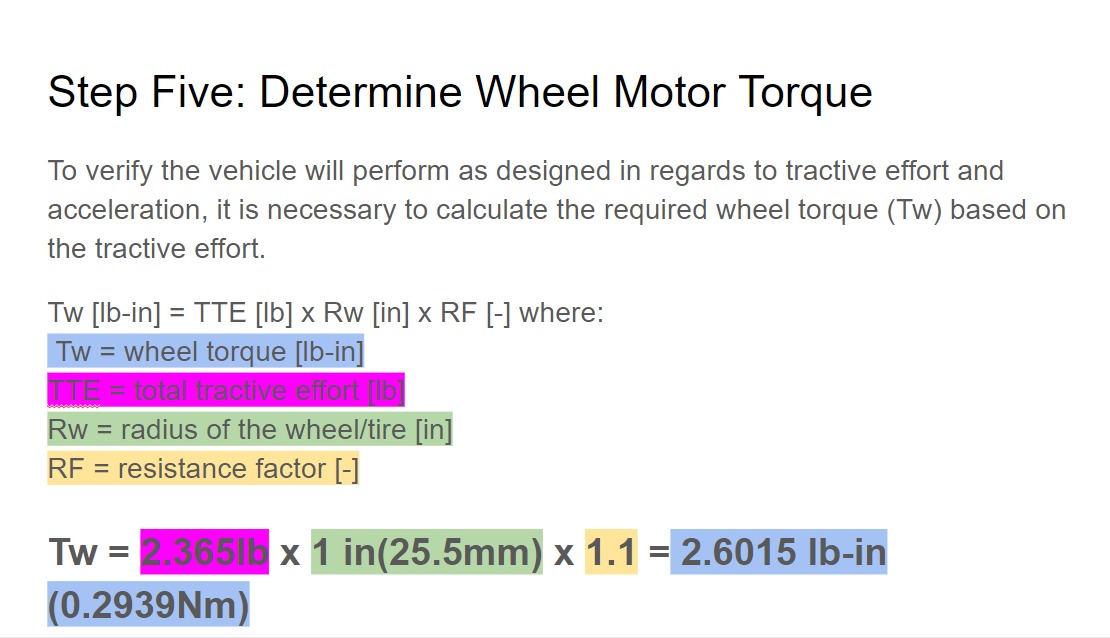 Step Five: Determine Wheel Motor Torque
To verify the vehicle will perform as designed in regards to tractive effort and
acceleration, it is necessary to calculate the required wheel torque (Tw) based on
the tractive effort.
Tw [lb-in] = TTE [lb] x Rw [in] x RF [-] where:
Tw = wheel torque [lb-in]
TTE = total tractive effort [lb]
Rw = radius of the wheel/tire [in]
RF = resistance factor [-]
Tw = 2.365lb x 1 in(25.5mm) x 1.1 = 2.6015 lb-in
(0.2939Nm)